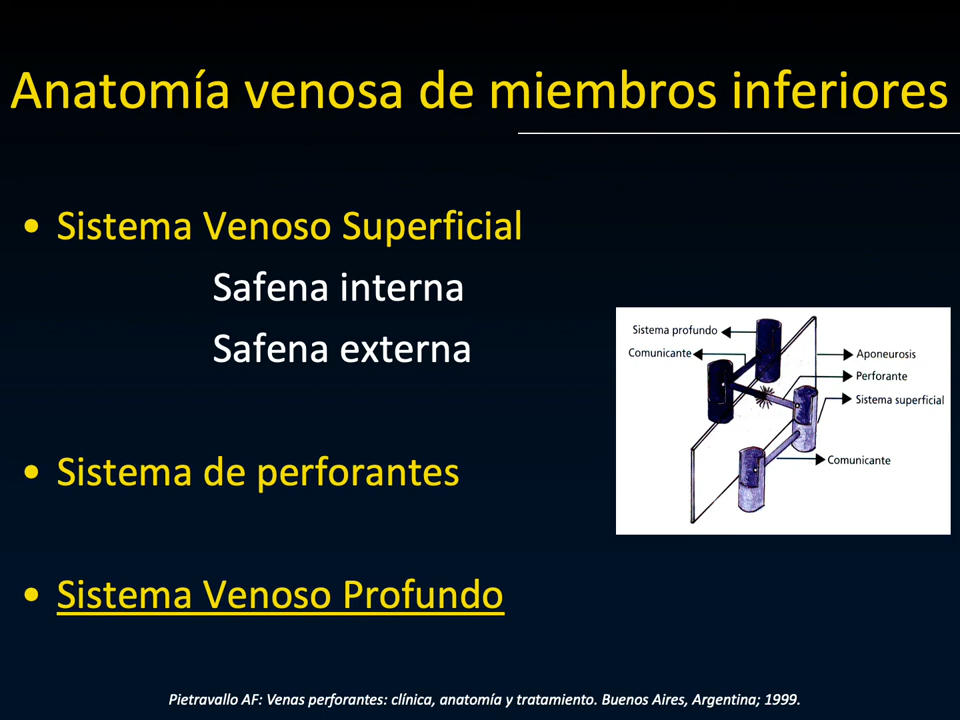 Anatomía venosa de miembros inferiores
• Sistema Venoso Superficial
Safena interna
Safena externa
• Sistema de perforantes
• Sistema Venoso Profundo
Sistema profundo
Comunicante
Aponeurosis
Perforante
Sistema superficial
Comunicante
Pietravallo AF: Venas perforantes: clínica, anatomía y tratamiento. Buenos Aires, Argentina; 1999.